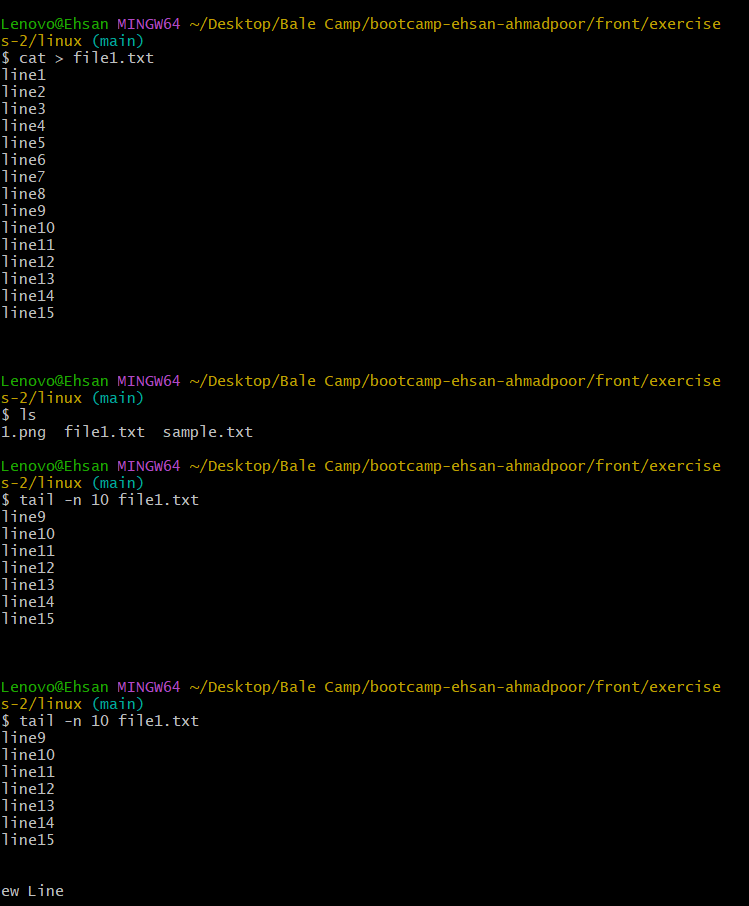 Lenovo@Ehsan MINGW64 ~/Desktop/Bale Camp/bootcamp-ehsan-ahmadpoor/front/exercise
s-2/linux (main)
$ cat > file1.txt
line1
line2
line3
line4
line5
line6
line7
line8
line9
line10
line11
line12
line13
line14
line15
Lenovo@Ehsan MINGW64 ~/Desktop/Bale Camp/bootcamp-ehsan-ahmadpoor/front/exercise
s-2/linux (main)
$ ls
1.png  file1.txt  sample.txt
Lenovo@Ehsan MINGW64 ~/Desktop/Bale Camp/bootcamp-ehsan-ahmadpoor/front/exercise
s-2/linux (main)
$ tail -n 10 file1.txt
line9
line10
line11
line12
line13
line14
line15
Lenovo@Ehsan MINGW64 ~/Desktop/Bale Camp/bootcamp-ehsan-ahmadpoor/front/exercise
s-2/linux (main)
$ tail -n 10 file1.txt
line9
line10
line11
line12
line13
line14
line15
ew Line